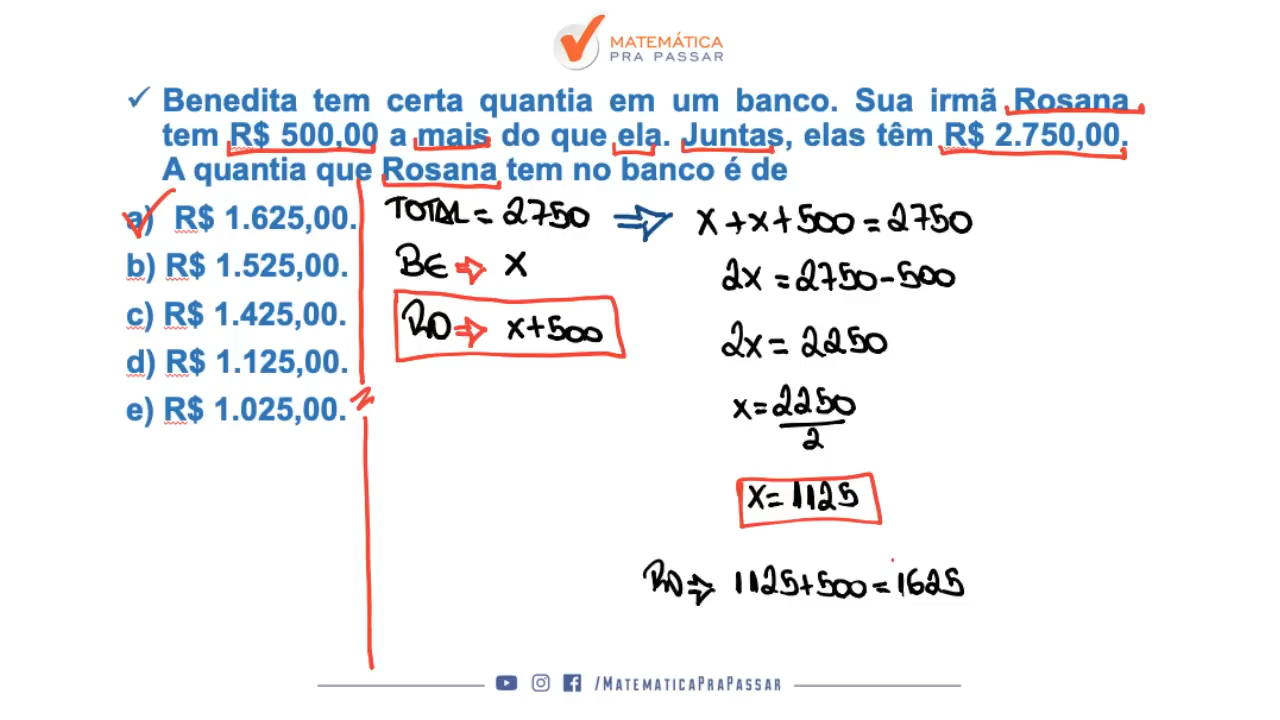 MATEMÁTICA
PRA PASSAR
✓ Benedita tem certa quantia em um banco. Sua irmã Rosana
tem R$ 500,00 a mais do que ela. Juntas, elas têm R$ 2.750,00.
A quantia que Rosana tem no banco é de
a) R$ 1.625,00.
b) R$ 1.525,00.
c) R$ 1.425,00.
d) R$ 1.125,00.
e) R$ 1.025,00.
TOTAL = 2750 ⇒ x + x + 500 = 2750
BE ⇒ x
RO ⇒ x + 500
2x = 2750 - 500
2x = 2250
x = 2250
2
x = 1125
RO ⇒ 1125 + 500 = 1625
/MATEMATICAPRAPASSAR